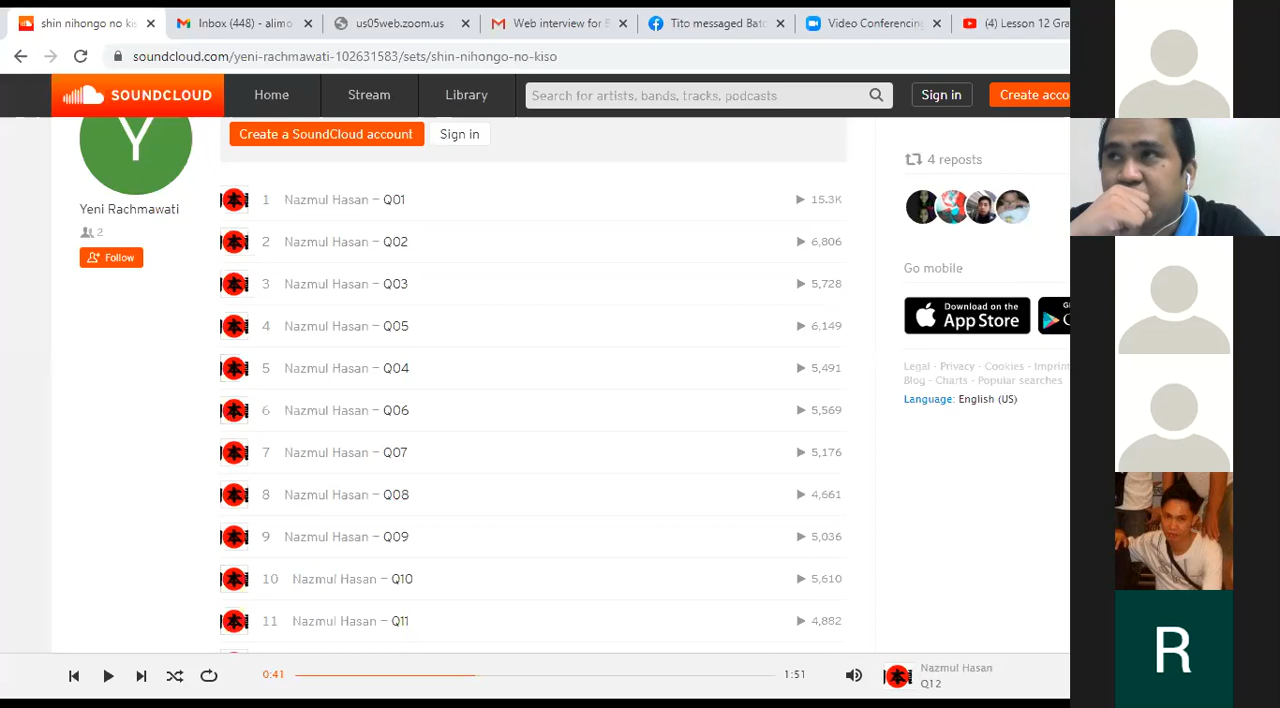 shin nihongo no kis
Inbox (448) - alimo
us05web.zoom.us
Web interview for
Tito messaged Bat
Video Conferencing
(4) Lesson 12 Gra
soundcloud.com/yeni-rachmawati-102631583/sets/shin-nihongo-no-kiso
SOUNDCLOUD
Home
Stream
Library
Search for artists, bands, tracks, podcasts
Sign in
Create acco
Y
Create a SoundCloud account
Sign in
Yeni Rachmawati
2
Follow
1 Nazmul Hasan – Q01 15.3K
2 Nazmul Hasan – Q02 6,806
3 Nazmul Hasan – Q03 5,728
4 Nazmul Hasan – Q05 6,149
5 Nazmul Hasan – Q04 5,491
6 Nazmul Hasan – Q06 5,569
7 Nazmul Hasan – Q07 5,176
8 Nazmul Hasan – Q08 4,661
9 Nazmul Hasan – Q09 5,036
10 Nazmul Hasan – Q10 5,610
11 Nazmul Hasan – Q11 4,882
4 reposts
Go mobile
Download on the
App Store
Legal - Privacy - Cookies - Imprint
Blog - Charts - Popular searches
Language: English (US)
0:41
1:51
Nazmul Hasan
Q12
R